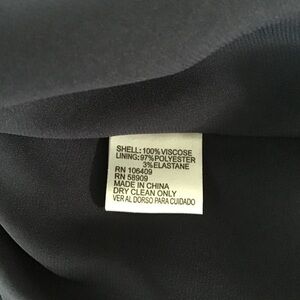 SHELL: 100% VISCOSE
LINING: 97% POLYESTER
3% ELASTANE
RN 106409
RN 58909
MADE IN CHINA
DRY CLEAN ONLY
VER AL DORSO PARA CUIDADO